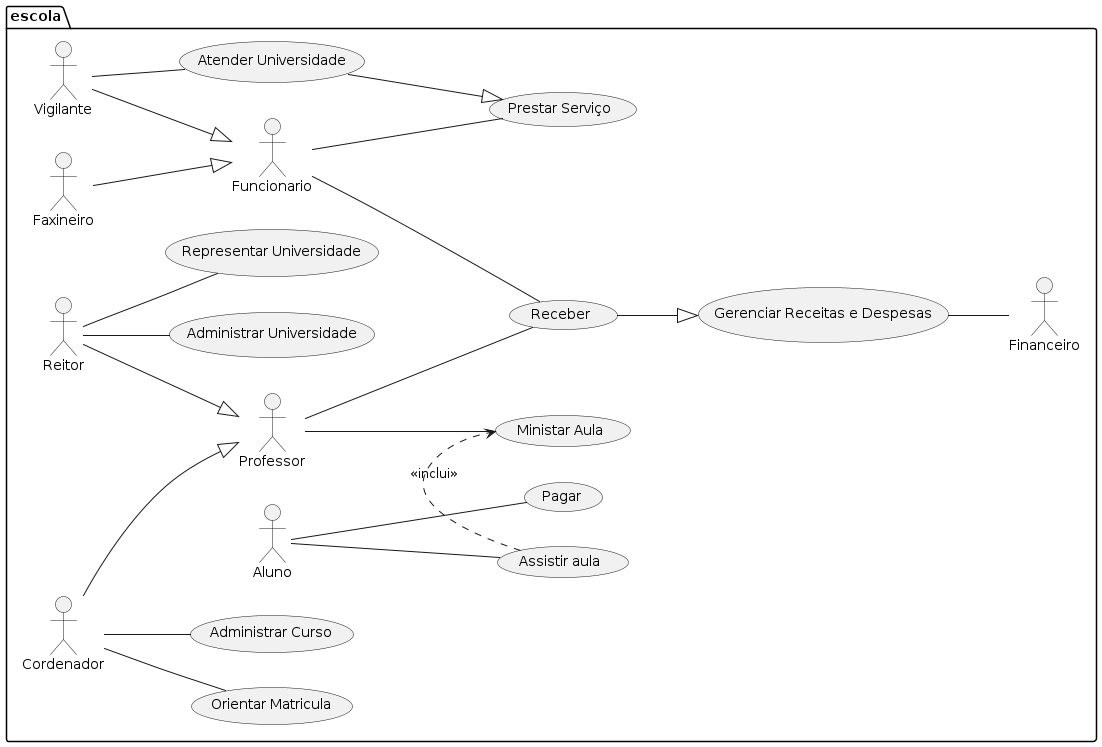 escola
Atender Universidade
Vigilante
Prestar Serviço
Funcionario
Faxineiro
Representar Universidade
Receber
Gerenciar Receitas e Despesas
Financeiro
Administrar Universidade
Reitor
Ministar Aula
Professor
«inclui»
Pagar
Assistir aula
Aluno
Administrar Curso
Cordenador
Orientar Matricula